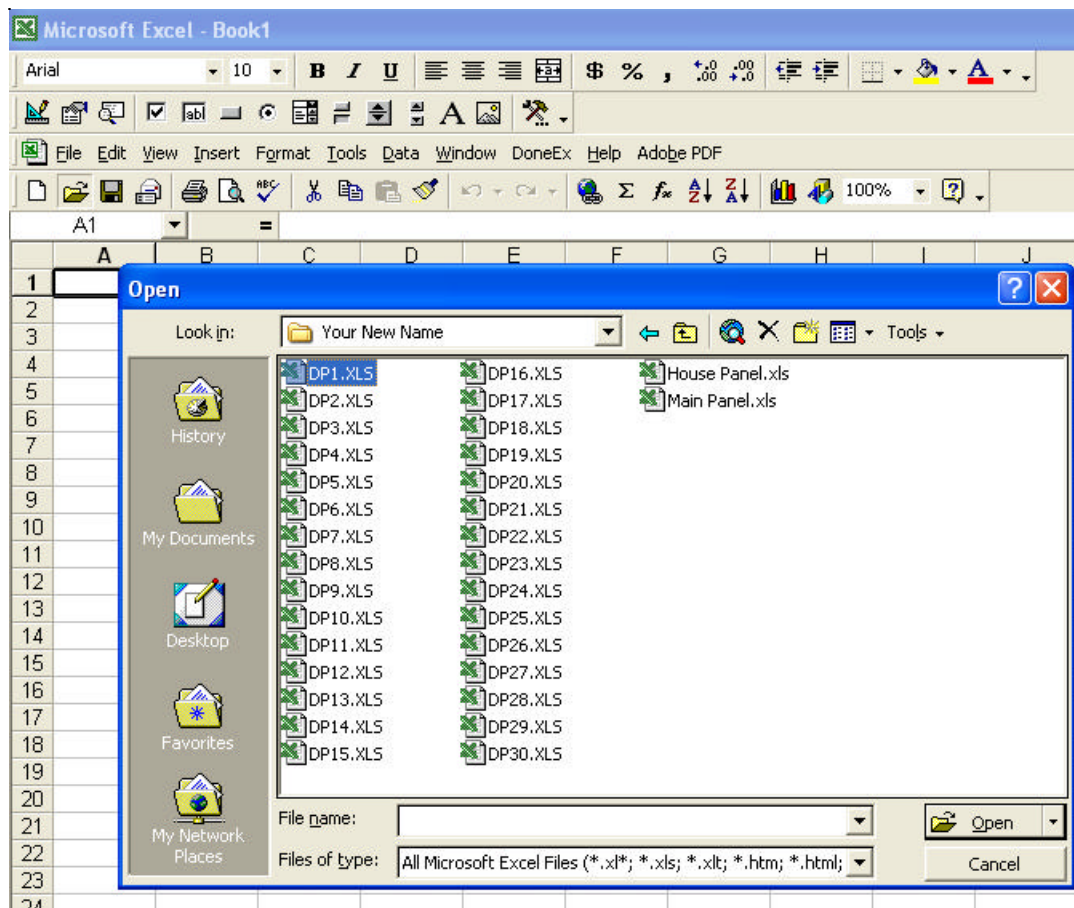 Microsoft Excel - Book1
Arial 10 B I U $ % , .00 .00 A
ab| A
File Edit View Insert Format Tools Data Window DoneEx Help Adobe PDF
ABC Σ fx A Z Z A 100% ?
A1 =
A B C D E F G H I J
1
2
3
4
5
6
7
8
9
10
11
12
13
14
15
16
17
18
19
20
21
22
23
24
Open ?
Look in: Your New Name Tools
History
My Documents
Desktop
Favorites
My Network
Places
DP1.XLS
DP2.XLS
DP3.XLS
DP4.XLS
DP5.XLS
DP6.XLS
DP7.XLS
DP8.XLS
DP9.XLS
DP10.XLS
DP11.XLS
DP12.XLS
DP13.XLS
DP14.XLS
DP15.XLS
DP16.XLS
DP17.XLS
DP18.XLS
DP19.XLS
DP20.XLS
DP21.XLS
DP22.XLS
DP23.XLS
DP24.XLS
DP25.XLS
DP26.XLS
DP27.XLS
DP28.XLS
DP29.XLS
DP30.XLS
House Panel.xls
Main Panel.xls
File name: Open
Files of type: All Microsoft Excel Files (*.xl*; *.xls; *.xlt; *.htm; *.html; Cancel